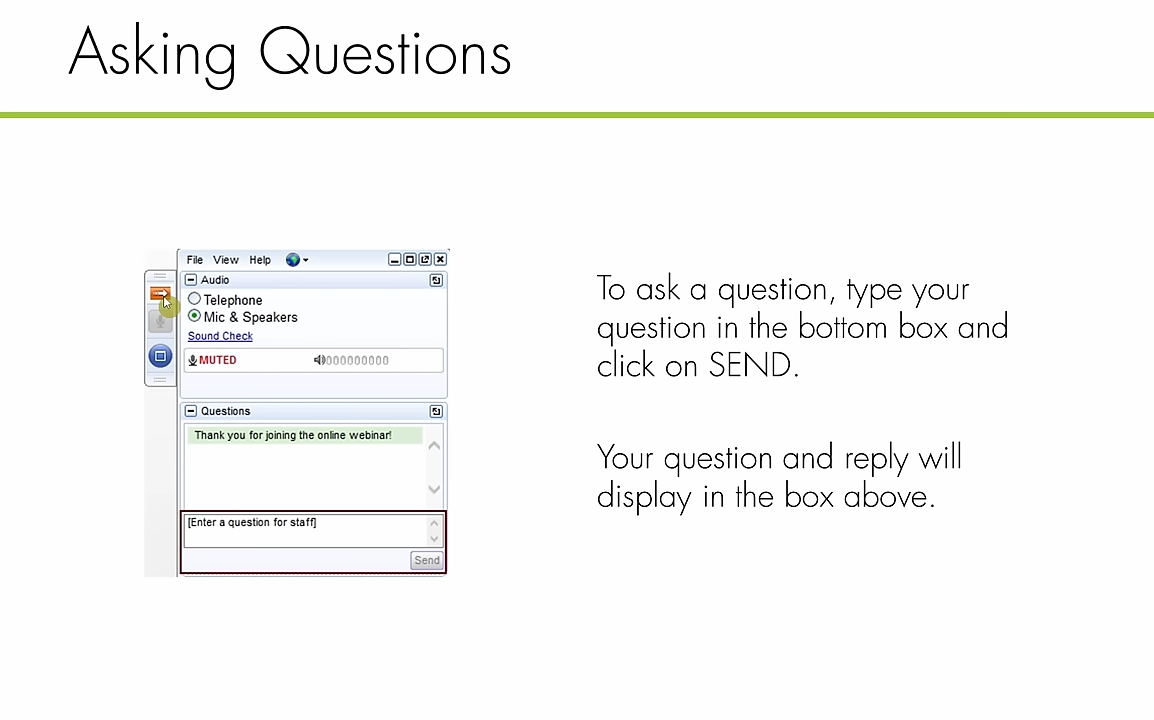 Asking Questions
File View Help
Audio
Telephone
Mic & Speakers
Sound Check
MUTED 000000000
Questions
Thank you for joining the online webinar!
[Enter a question for staff]
Send
To ask a question, type your
question in the bottom box and
click on SEND.
Your question and reply will
display in the box above.